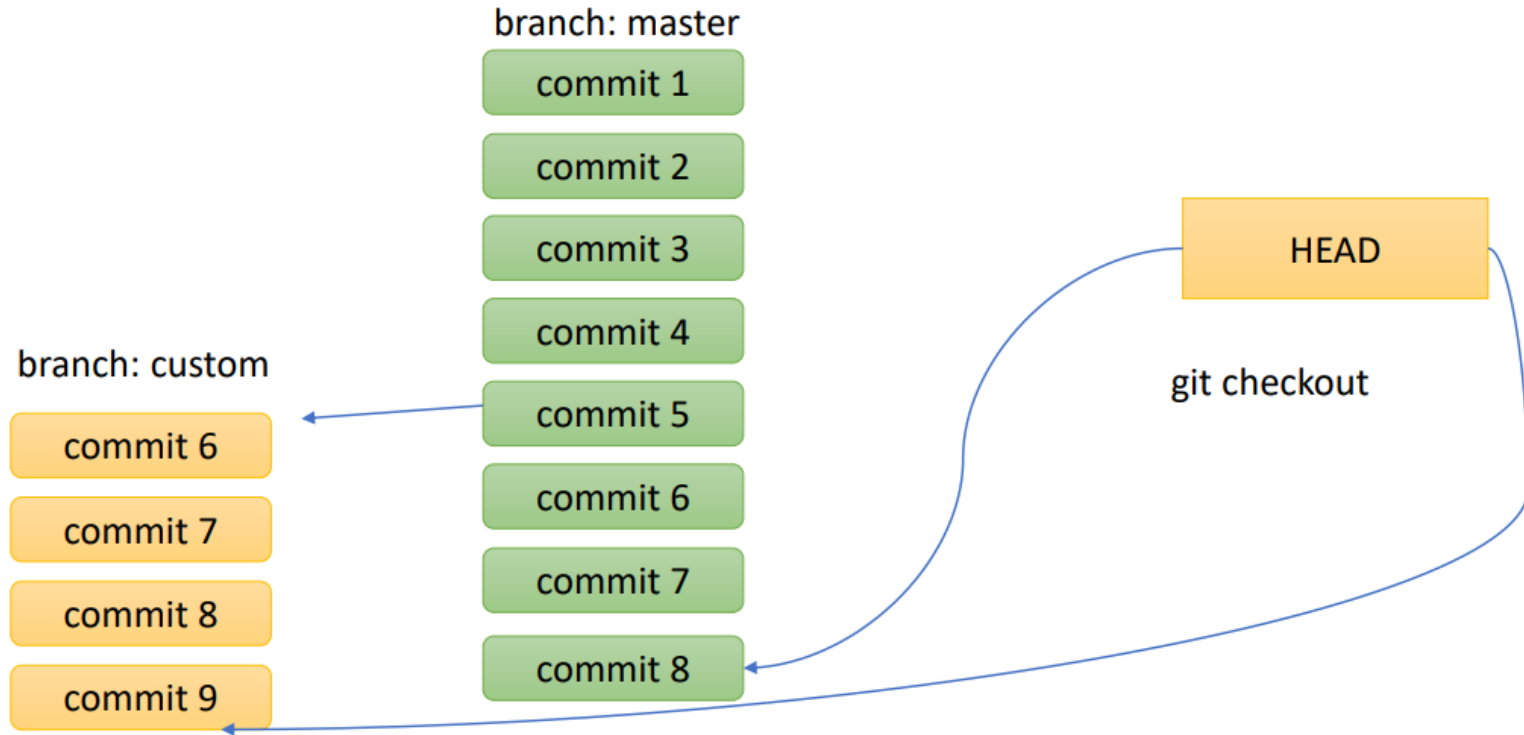 branch: master
commit 1
commit 2
commit 3
commit 4
commit 5
commit 6
commit 7
commit 8
branch: custom
commit 6
commit 7
commit 8
commit 9
HEAD
git checkout